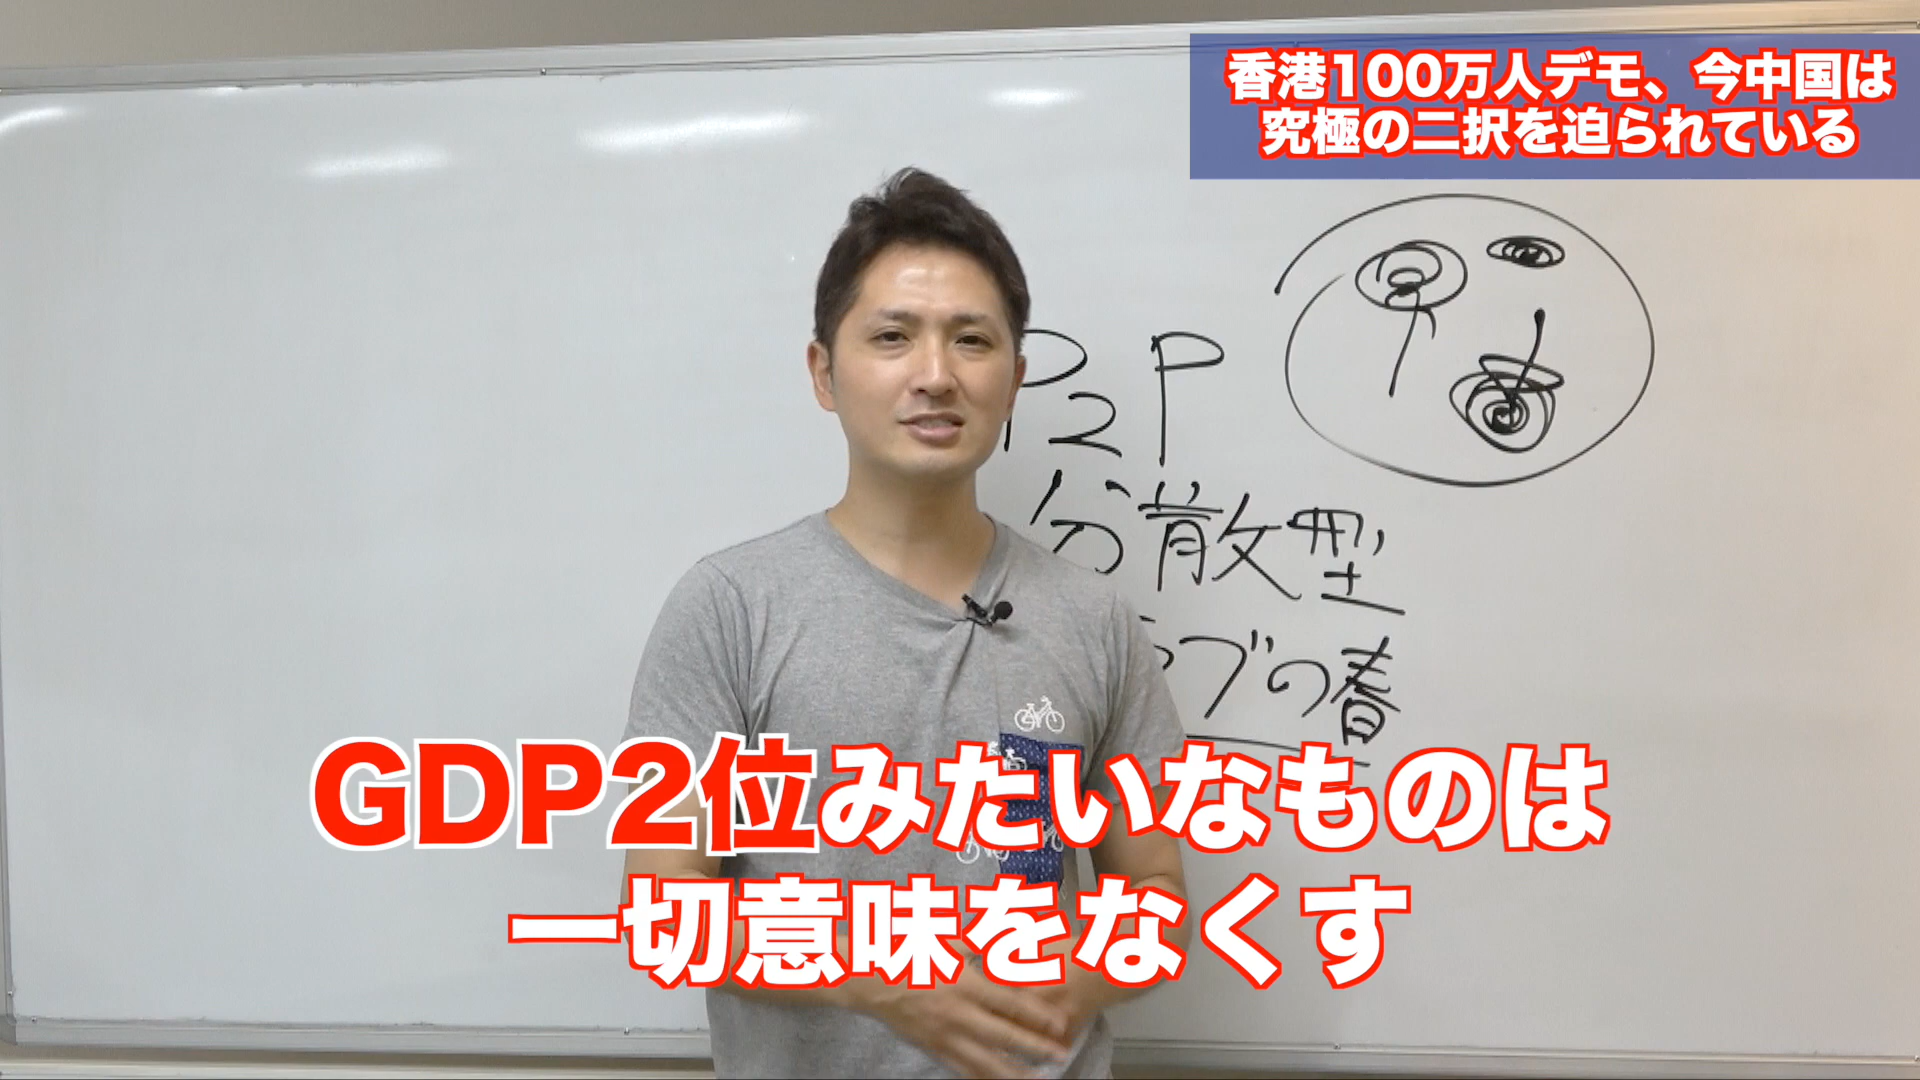 香港100万人デモ、今中国は
究極の二択を迫られている
P2P
分散型
ラブの春
GDP2位みたいなものは
一切意味をなくす